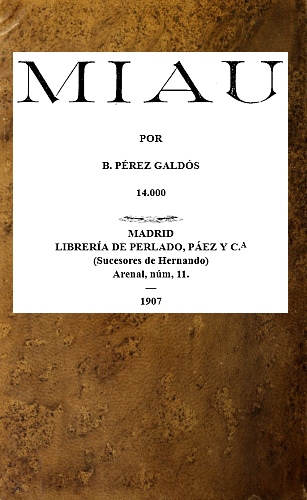 MIAU
POR
B. PÉREZ GALDÓS
14.000
MADRID
LIBRERÍA DE PERLADO, PÁEZ Y C.A
(Sucesores de Hernando)
Arenal, núm, 11.
—
1907